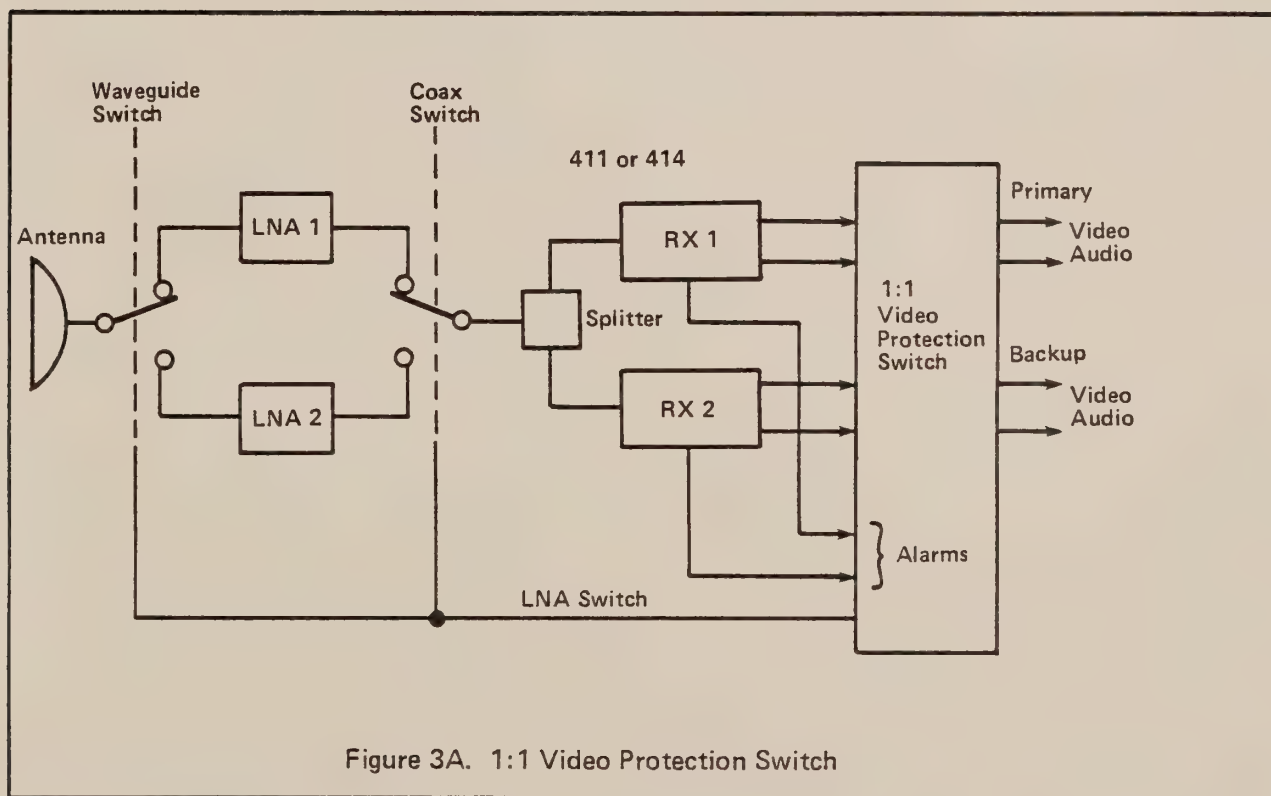 Waveguide
Switch
Coax
Switch
411 or 414
Antenna
LNA 1
LNA 2
Splitter
RX 1
RX 2
1:1
Video
Protection
Switch
Primary
Video
Audio
Backup
Video
Audio
Alarms
LNA Switch
Figure 3A. 1:1 Video Protection Switch